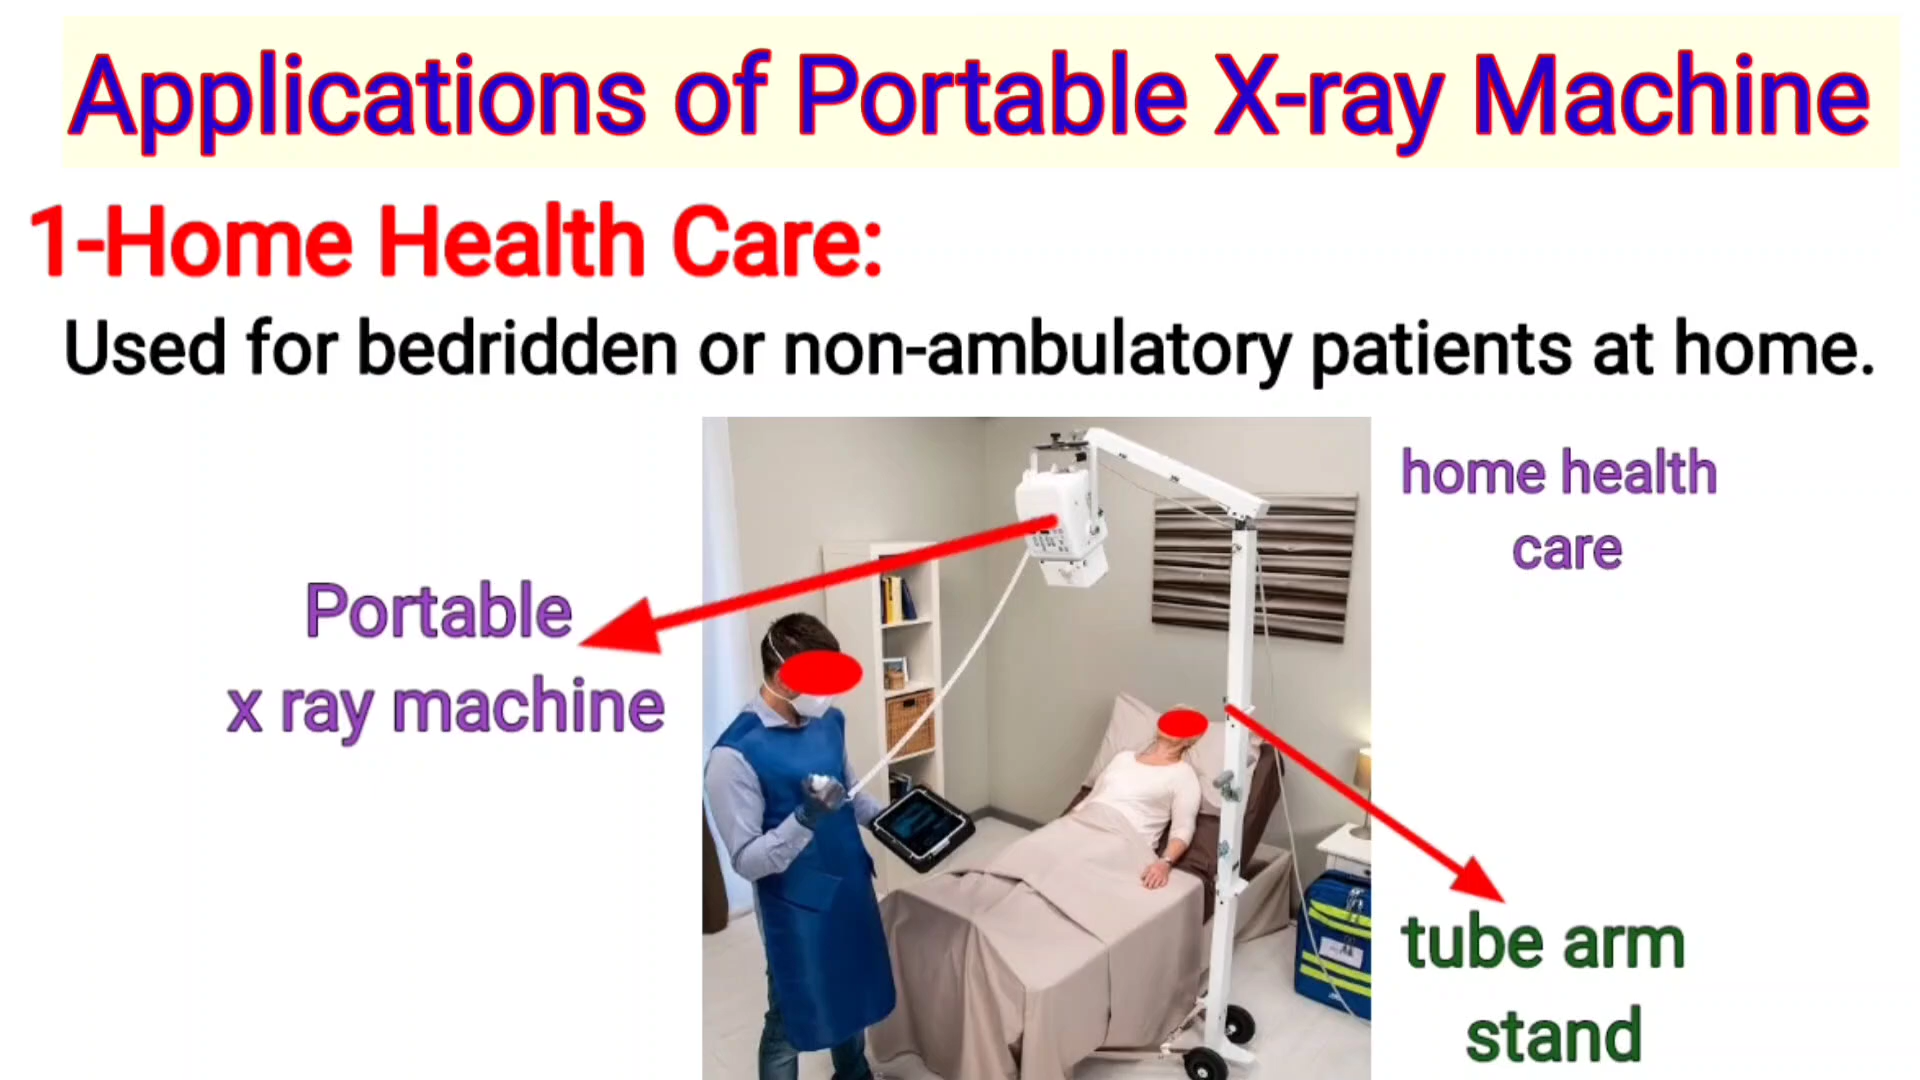 Applications of Portable X-ray Machine
1-Home Health Care:
Used for bedridden or non-ambulatory patients at home.
home health
care
Portable
x ray machine
tube arm
stand